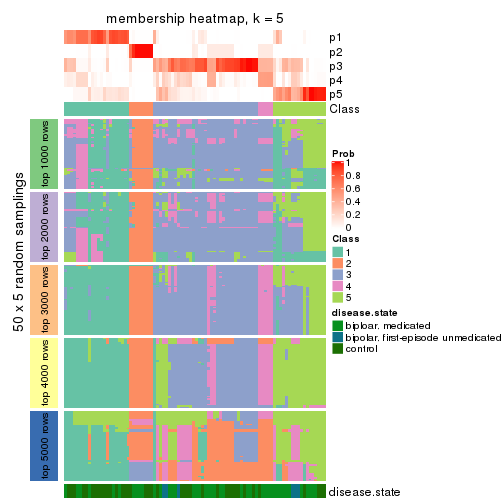 membership heatmap, k = 5
p1
p2
p3
p4
p5
Class
50 x 5 random samplings
top 1000 rows
top 2000 rows
top 3000 rows
top 4000 rows
top 5000 rows
Prob
1
0.8
0.6
0.4
0.2
0
Class
1
2
3
4
5
disease.state
biploar. medicated
bipolar. first-episode unmedicated
control
disease.state